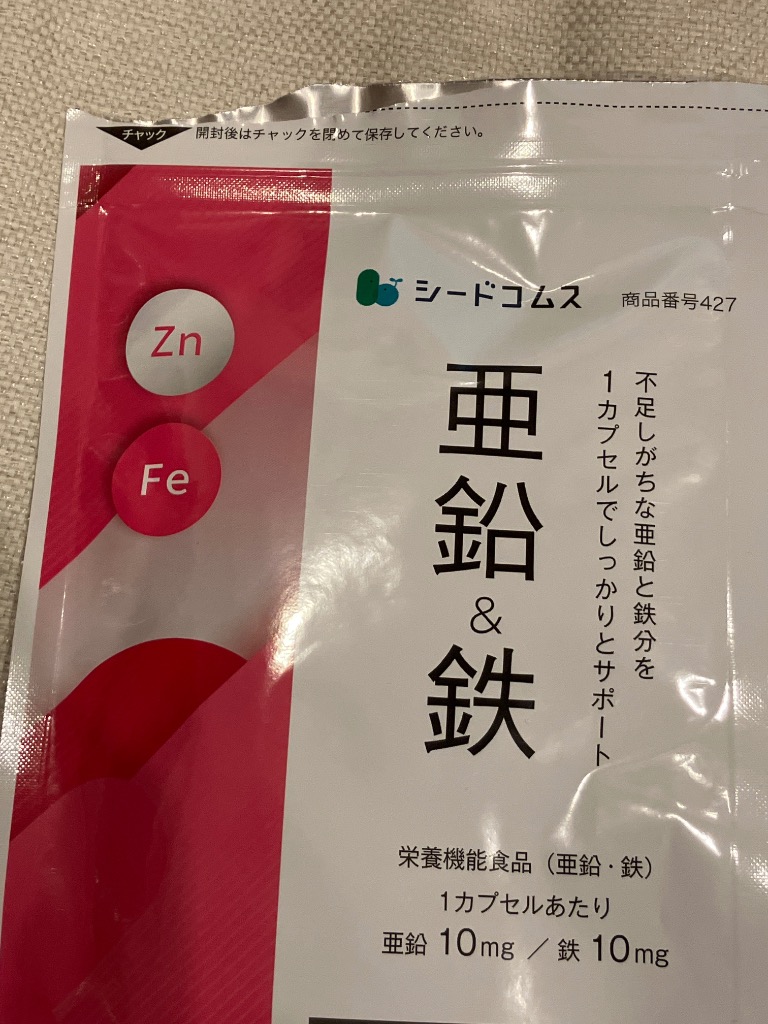 チャック
開封後はチャックを閉めて保存してください。
シードコムス
商品番号427
Zn
Fe
不足しがちな亜鉛と鉄分を
1カプセルでしっかりとサポート
亜鉛
&
鉄
栄養機能食品（亜鉛・鉄）
1カプセルあたり
亜鉛 10mg ／ 鉄 10mg